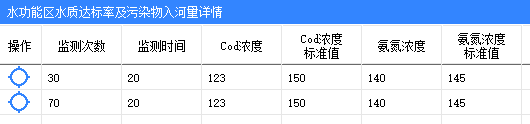 水功能区水质达标率及污染物入河量详情
操作 监测次数 监测时间 Cod浓度 Cod浓度标准值 氨氮浓度 氨氮浓度标准值
30 20 123 150 140 145
70 20 123 150 140 145